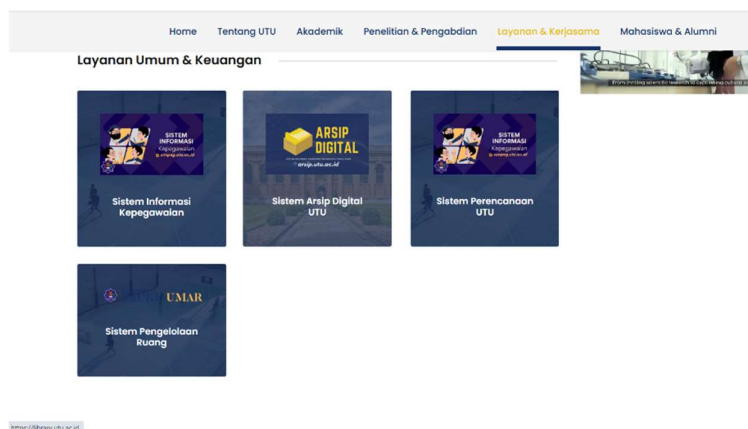 Home Tentang UTU Akademik Penelitian & Pengabdian Layanan & Kerjasama Mahasiswa & Alumni
Layanan Umum & Keuangan
SISTEM
INFORMASI
Kepegawaian
Sistem Informasi
Kepegawaian
ARSIP
DIGITAL
arsip.utu.ac.id
Sistem Arsip Digital
UTU
SISTEM
INFORMASI
Kepegawaian
Sistem Perencanaan
UTU
UMAR
Sistem Pengelolaan
Ruang
https://library.utu.ac.id